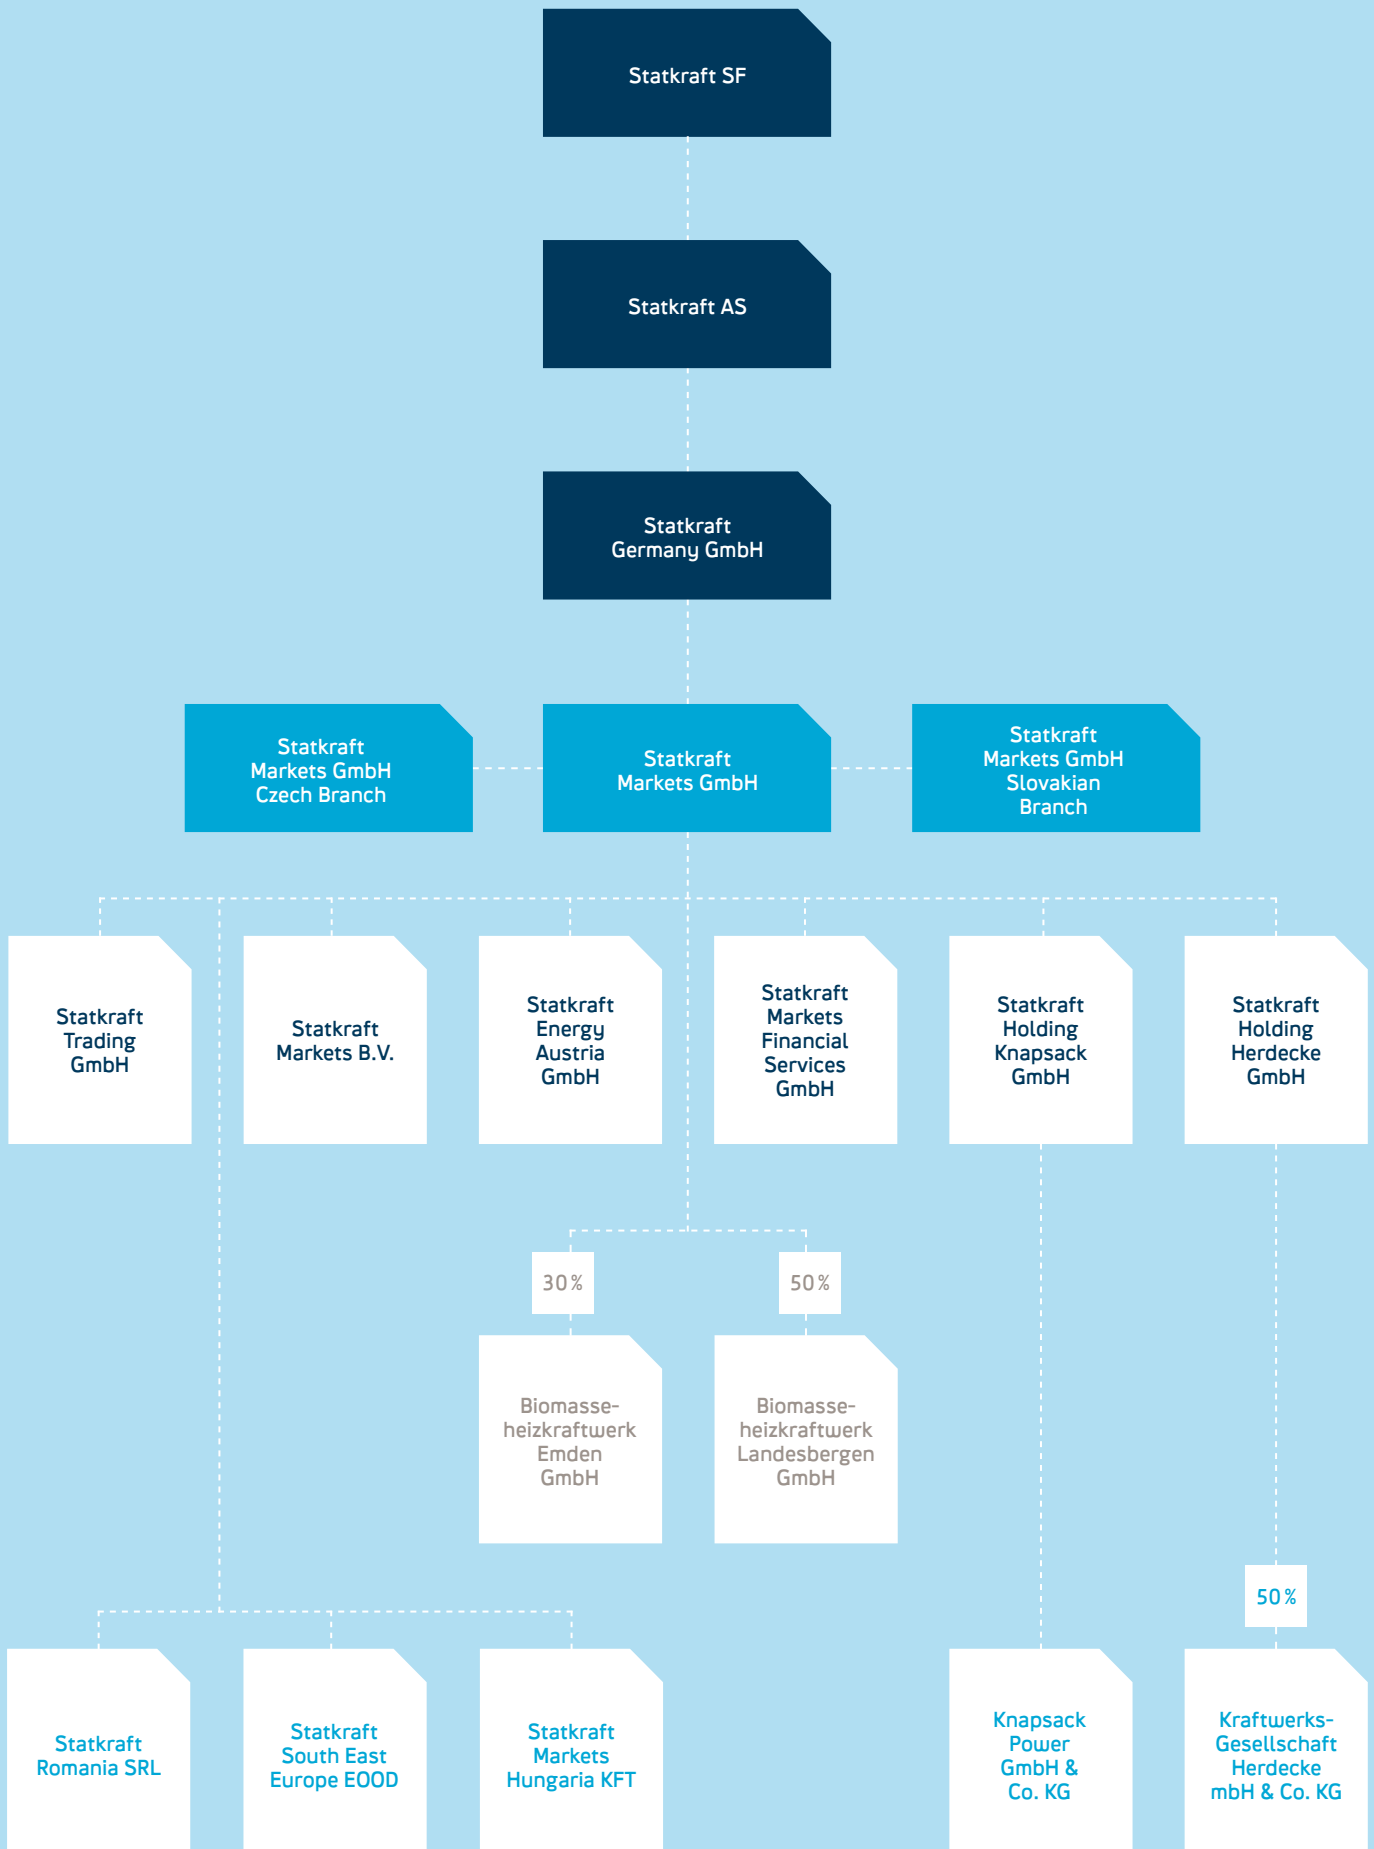 Statkraft SF
Statkraft AS
Statkraft
Germany GmbH
Statkraft
Markets GmbH
Czech Branch
Statkraft
Markets GmbH
Statkraft
Markets GmbH
Slovakian
Branch
Statkraft
Trading
GmbH
Statkraft
Markets B.V.
Statkraft
Energy
Austria
GmbH
Statkraft
Markets
Financial
Services
GmbH
Statkraft
Holding
Knapsack
GmbH
Statkraft
Holding
Herdecke
GmbH
30 %
50 %
Biomasse-
heizkraftwerk
Emden
GmbH
Biomasse-
heizkraftwerk
Landesbergen
GmbH
50 %
Statkraft
Romania SRL
Statkraft
South East
Europe EOOD
Statkraft
Markets
Hungaria KFT
Knapsack
Power
GmbH &
Co. KG
Kraftwerks-
Gesellschaft
Herdecke
mbH & Co. KG